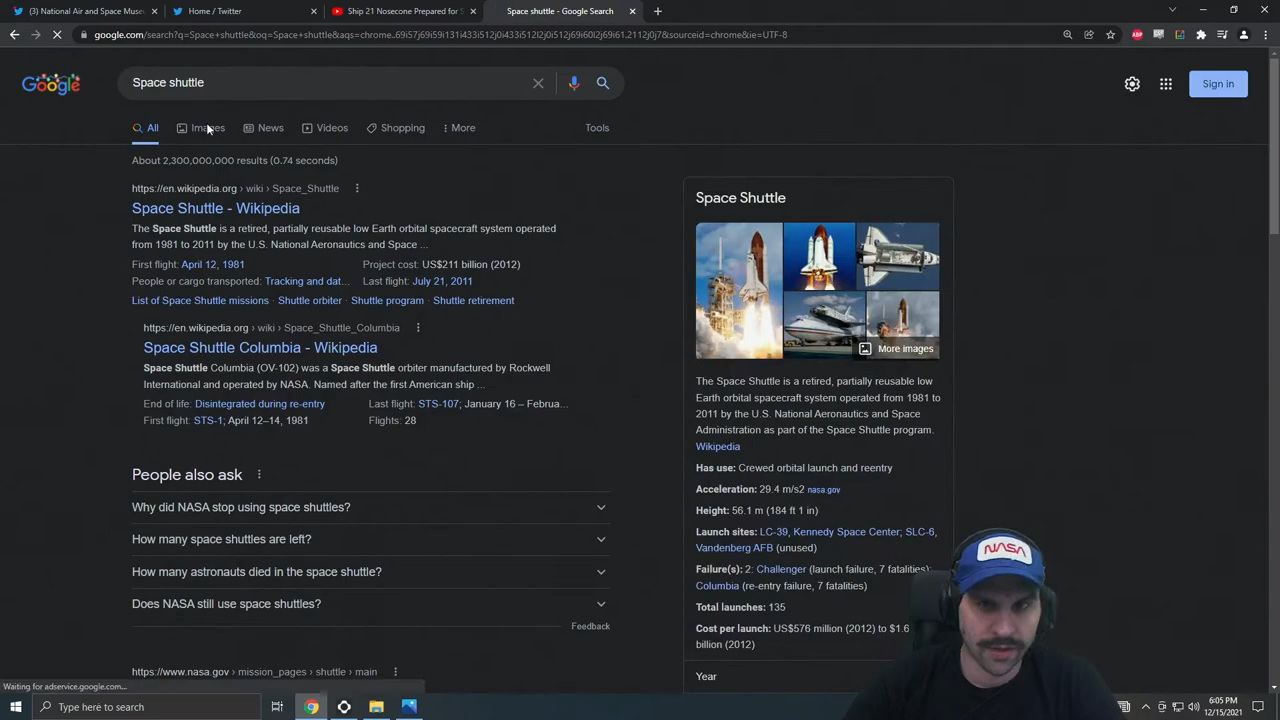 (3) National Air and Space Muse
Home / Twitter
Ship 21 Nosecone Prepared for S
Space shuttle - Google Search
google.com/search?q=Space+shuttle&oq=Space+shuttle&aqs=chrome..69i57j0i433i512j0i433i512j0i512j69i60l2j69i61.2112j0j7&sourceid=chrome&ie=UTF-8
Google
Space shuttle
Sign in
All
Images
News
Videos
Shopping
More
Tools
About 2,300,000,000 results (0.74 seconds)
https://en.wikipedia.org › wiki › Space_Shuttle
Space Shuttle - Wikipedia
The Space Shuttle is a retired, partially reusable low Earth orbital spacecraft system operated
from 1981 to 2011 by the U.S. National Aeronautics and Space ...
First flight: April 12, 1981
Project cost: US$211 billion (2012)
People or cargo transported: Tracking and dat...
Last flight: July 21, 2011
List of Space Shuttle missions · Shuttle orbiter · Shuttle program · Shuttle retirement
https://en.wikipedia.org › wiki › Space_Shuttle_Columbia
Space Shuttle Columbia - Wikipedia
Space Shuttle Columbia (OV-102) was a Space Shuttle orbiter manufactured by Rockwell
International and operated by NASA. Named after the first American ship ...
End of life: Disintegrated during re-entry
Last flight: STS-107; January 16 – Februa...
First flight: STS-1; April 12–14, 1981
Flights: 28
People also ask
Why did NASA stop using space shuttles?
How many space shuttles are left?
How many astronauts died in the space shuttle?
Does NASA still use space shuttles?
Feedback
https://www.nasa.gov › mission_pages › shuttle › main
Space Shuttle
More images
The Space Shuttle is a retired, partially reusable low
Earth orbital spacecraft system operated from 1981 to
2011 by the U.S. National Aeronautics and Space
Administration as part of the Space Shuttle program.
Wikipedia
Has use: Crewed orbital launch and reentry
Acceleration: 29.4 m/s2 nasa.gov
Height: 56.1 m (184 ft 1 in)
Launch sites: LC-39, Kennedy Space Center; SLC-6,
Vandenberg AFB (unused)
Failure(s): 2: Challenger (launch failure, 7 fatalities);
Columbia (re-entry failure, 7 fatalities)
Total launches: 135
Cost per launch: US$576 million (2012) to $1.6
billion (2012)
Year
NASA
Waiting for adservice.google.com...
Type here to search
6:05 PM
12/15/2021